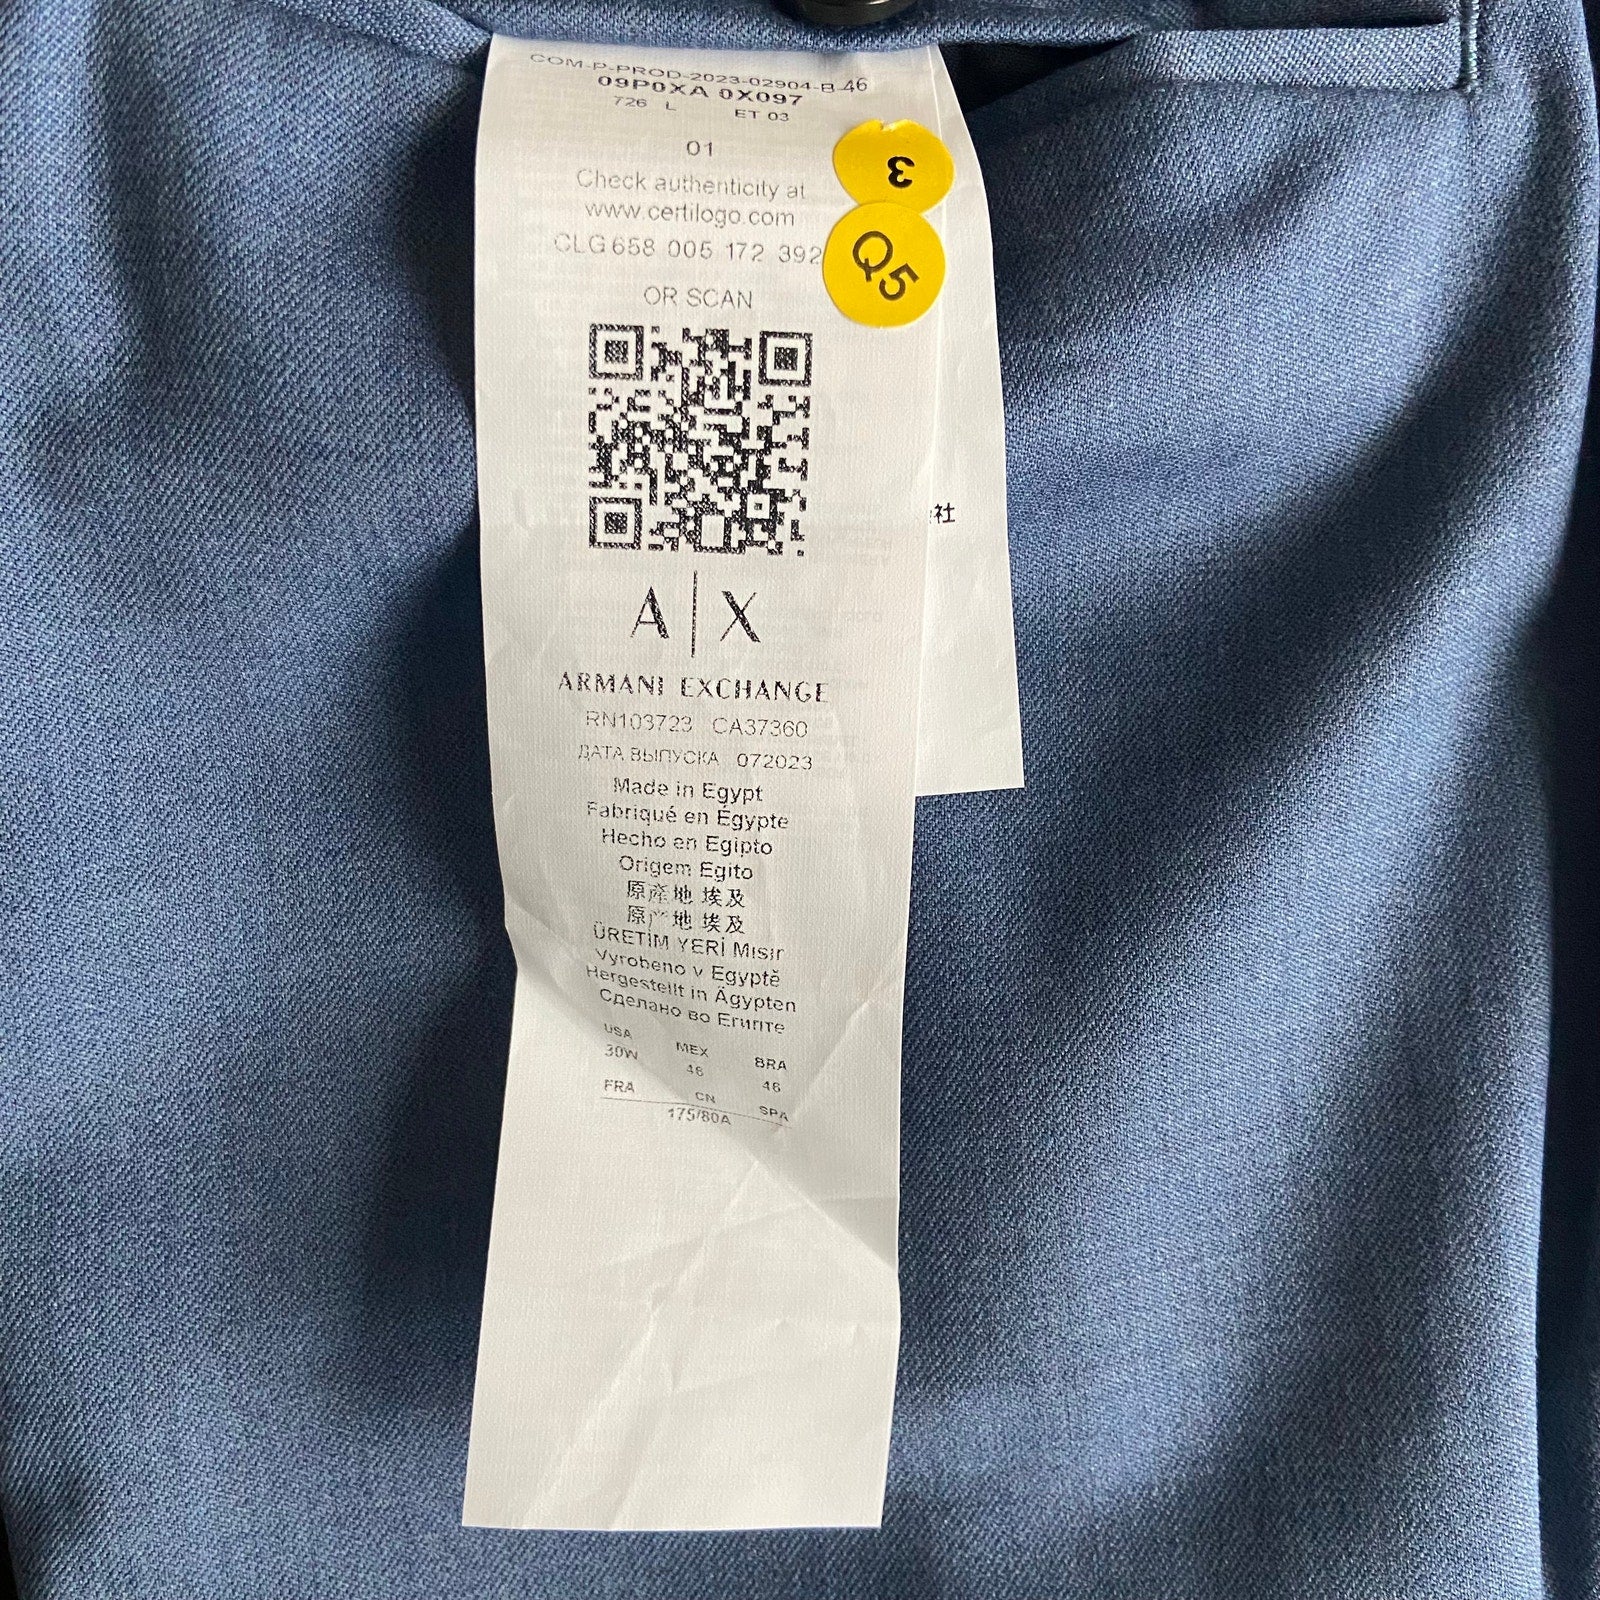 COM-P-PROD-2023-02904-B-46
09P0XA 0X097
726 L ET 03
01
Check authenticity at
www.certilogo.com
CLG 658 005 172 392
OR SCAN
3
Q5
社
A|X
ARMANI EXCHANGE
RN103723 CA37360
ДАТА ВЫПУСКА 072023
Made in Egypt
Fabriqué en Égypte
Hecho en Egipto
Origem Egito
原產地 埃及
原产地 埃及
ÜRETİM YERİ Mısır
Vyrobeno v Egyptě
Hergestellt in Ägypten
Сделано во Египте
USA MEX BRA
30W 46 46
FRA CN SPA
175/80A